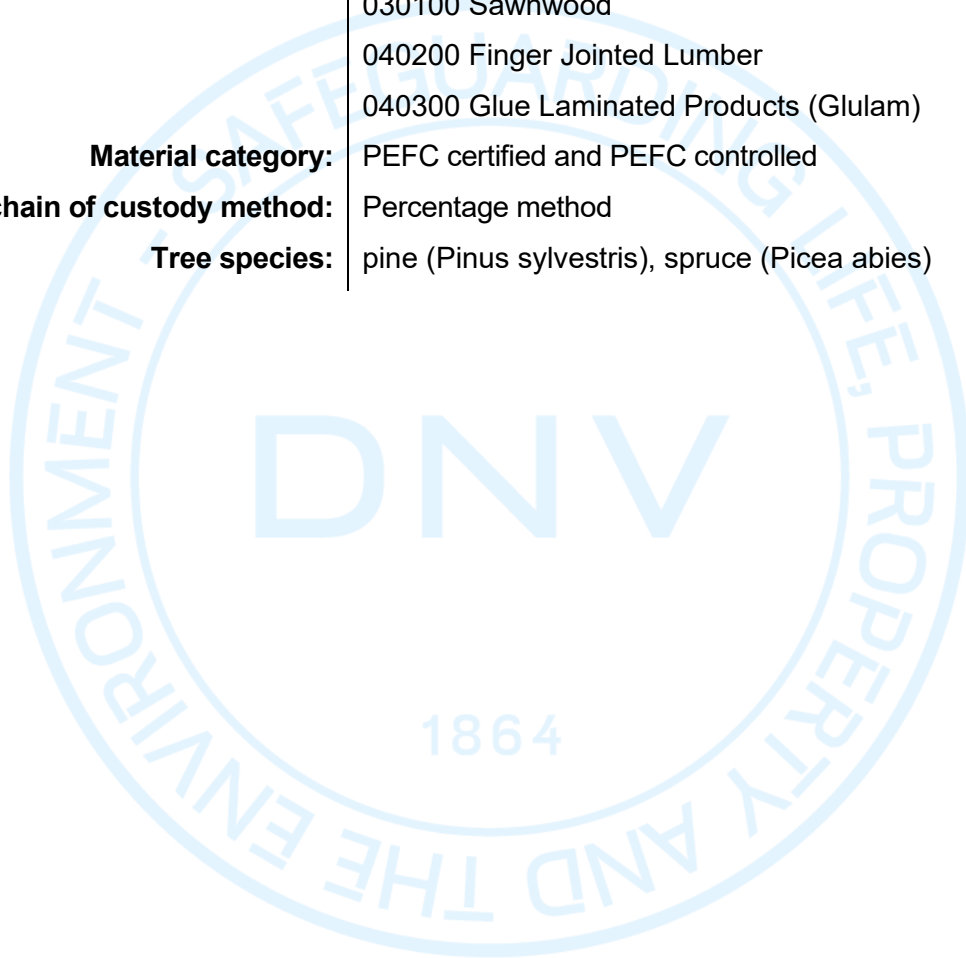 030100 Sawnwood
040200 Finger Jointed Lumber
040300 Glue Laminated Products (Glulam)
Material category: PEFC certified and PEFC controlled
chain of custody method: Percentage method
Tree species: pine (Pinus sylvestris), spruce (Picea abies)
SAFEGUARDING LIFE, PROPERTY AND THE ENVIRONMENT -
DNV
1864